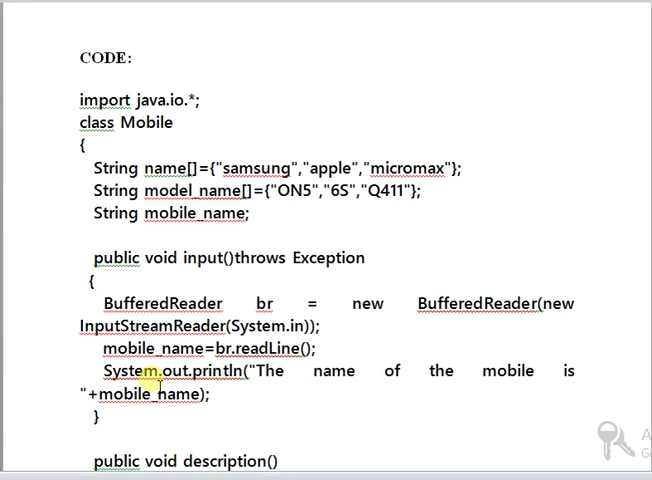 CODE:
import java.io.*;
class Mobile
{
String name[]={"samsung","apple","micromax"};
String model_name[]={"ON5","6S","Q411"};
String mobile_name;
public void input()throws Exception
{
BufferedReader br = new BufferedReader(new
InputStreamReader(System.in));
mobile_name=br.readLine();
System.out.println("The name of the mobile is
"+mobile_name);
}
public void description()